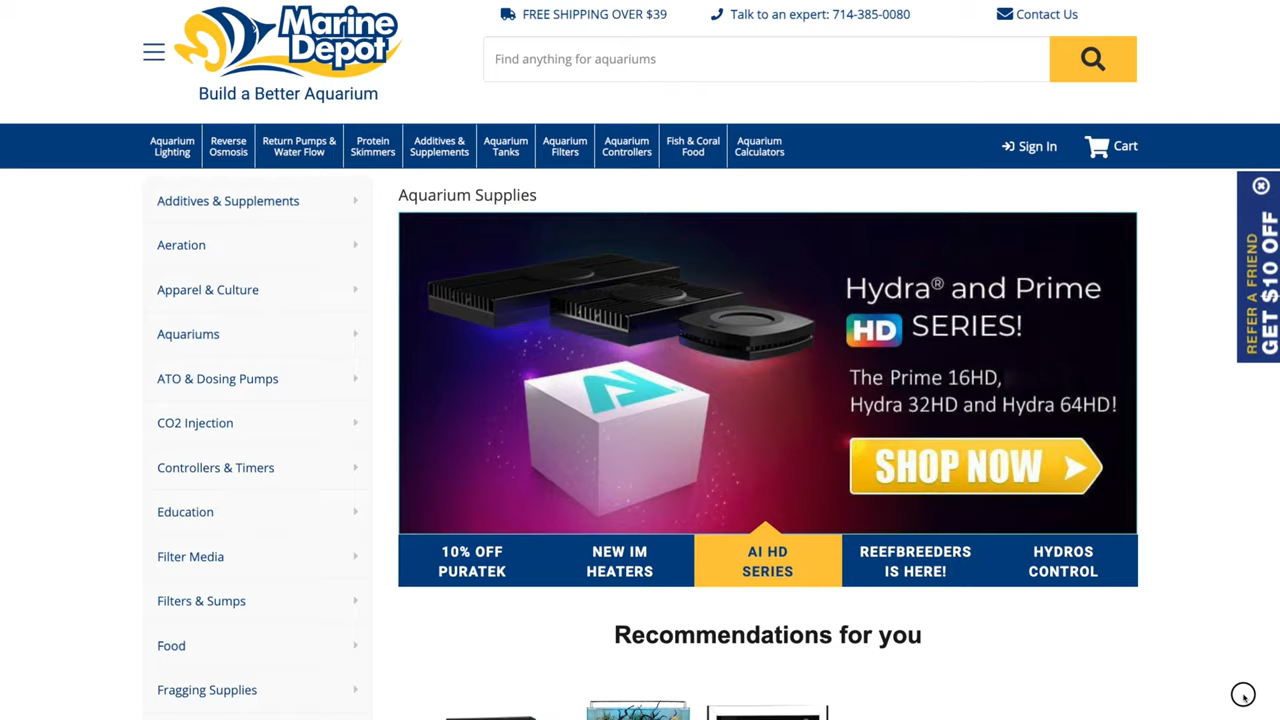 Marine
Depot
Build a Better Aquarium
FREE SHIPPING OVER $39
Talk to an expert: 714-385-0080
Contact Us
Find anything for aquariums
Aquarium
Lighting
Reverse
Osmosis
Return Pumps &
Water Flow
Protein
Skimmers
Additives &
Supplements
Aquarium
Tanks
Aquarium
Filters
Aquarium
Controllers
Fish & Coral
Food
Aquarium
Calculators
Sign In
Cart
Additives & Supplements
Aeration
Apparel & Culture
Aquariums
ATO & Dosing Pumps
CO2 Injection
Controllers & Timers
Education
Filter Media
Filters & Sumps
Food
Fragging Supplies
Aquarium Supplies
AI
Hydra® and Prime
HD SERIES!
The Prime 16HD,
Hydra 32HD and Hydra 64HD!
SHOP NOW
10% OFF
PURATEK
NEW IM
HEATERS
AI HD
SERIES
REEFBREEDERS
IS HERE!
HYDROS
CONTROL
Recommendations for you
REFER A FRIEND
GET $10 OFF